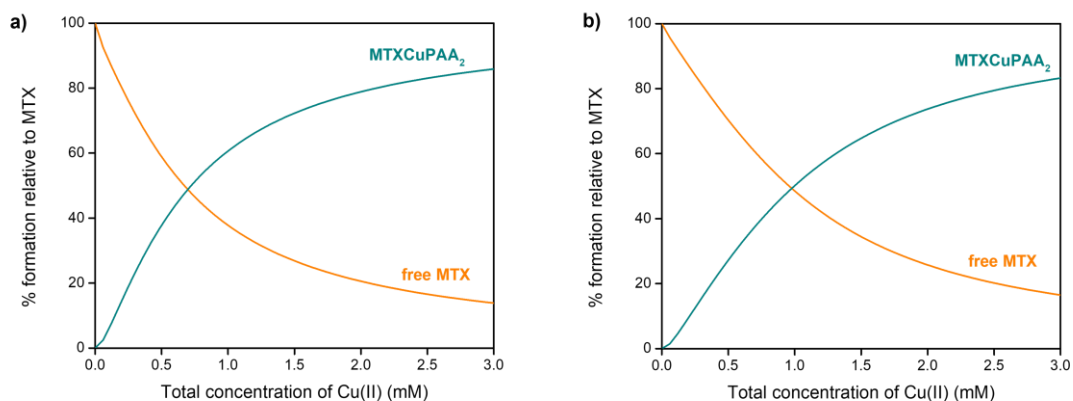 a)
% formation relative to MTX
100
80
60
40
20
0
MTXCuPAA₂
free MTX
0.0 0.5 1.0 1.5 2.0 2.5 3.0
Total concentration of Cu(II) (mM)
b)
% formation relative to MTX
100
80
60
40
20
0
MTXCuPAA₂
free MTX
0.0 0.5 1.0 1.5 2.0 2.5 3.0
Total concentration of Cu(II) (mM)